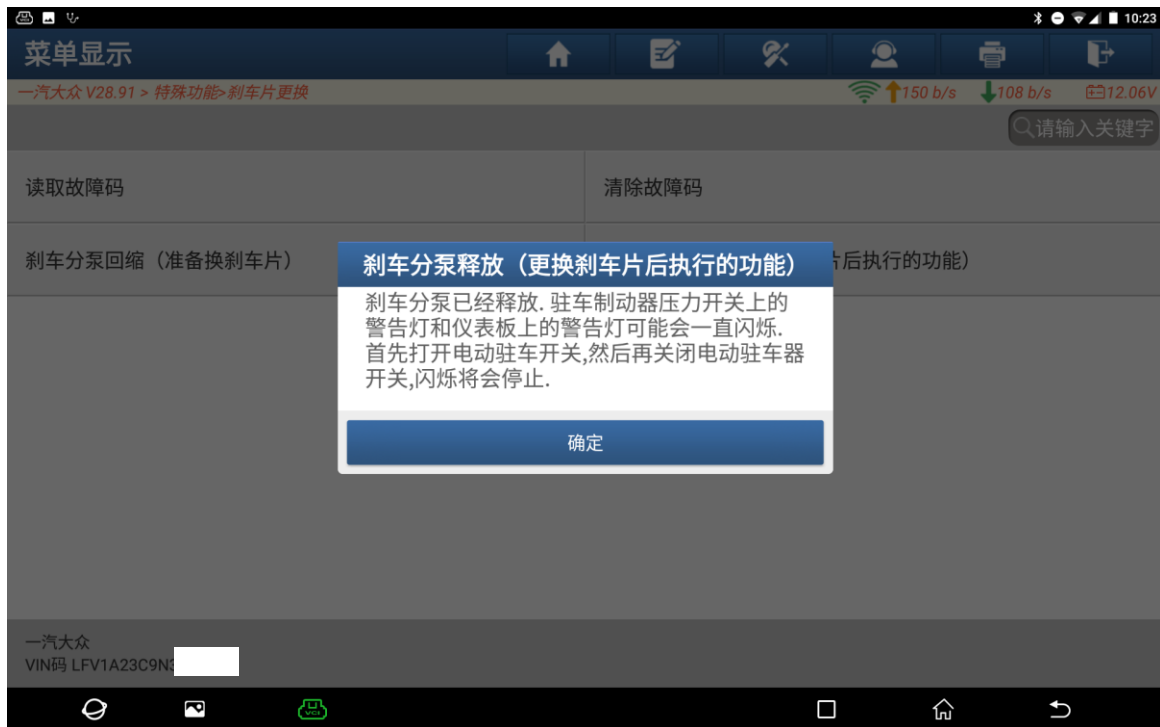 10:23
菜单显示
一汽大众 V28.91 > 特殊功能>刹车片更换
150 b/s
108 b/s
12.06V
请输入关键字
读取故障码
清除故障码
刹车分泵回缩（准备换刹车片）
片后执行的功能）
刹车分泵释放（更换刹车片后执行的功能）
刹车分泵已经释放. 驻车制动器压力开关上的
警告灯和仪表板上的警告灯可能会一直闪烁.
首先打开电动驻车开关,然后再关闭电动驻车器
开关,闪烁将会停止.
确定
一汽大众
VIN码 LFV1A23C9N3
VCI